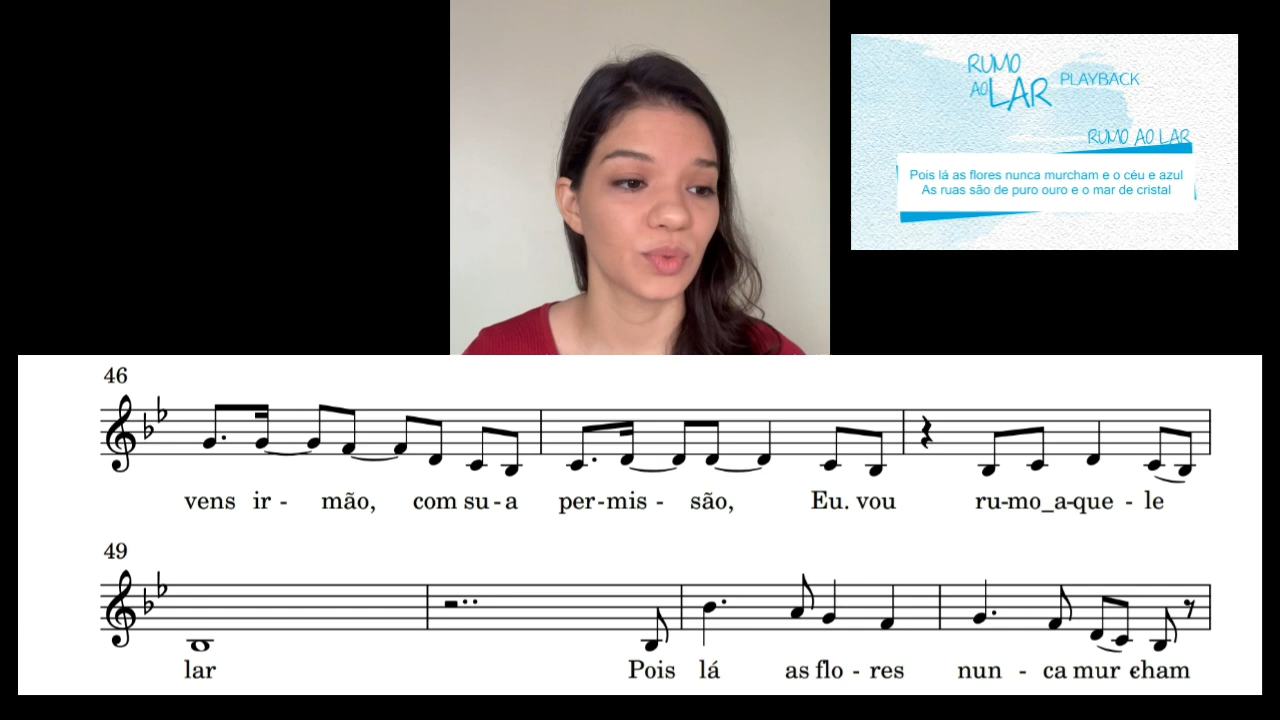 RUMO
AO LAR PLAYBACK
RUMO AO LAR
Pois lá as flores nunca murcham e o céu e azul
As ruas são de puro ouro e o mar de cristal
46
vens ir - mão, com su - a per - mis - são, Eu. vou ru-mo_a-que - le
49
lar Pois lá as flo - res nun - ca mur cham